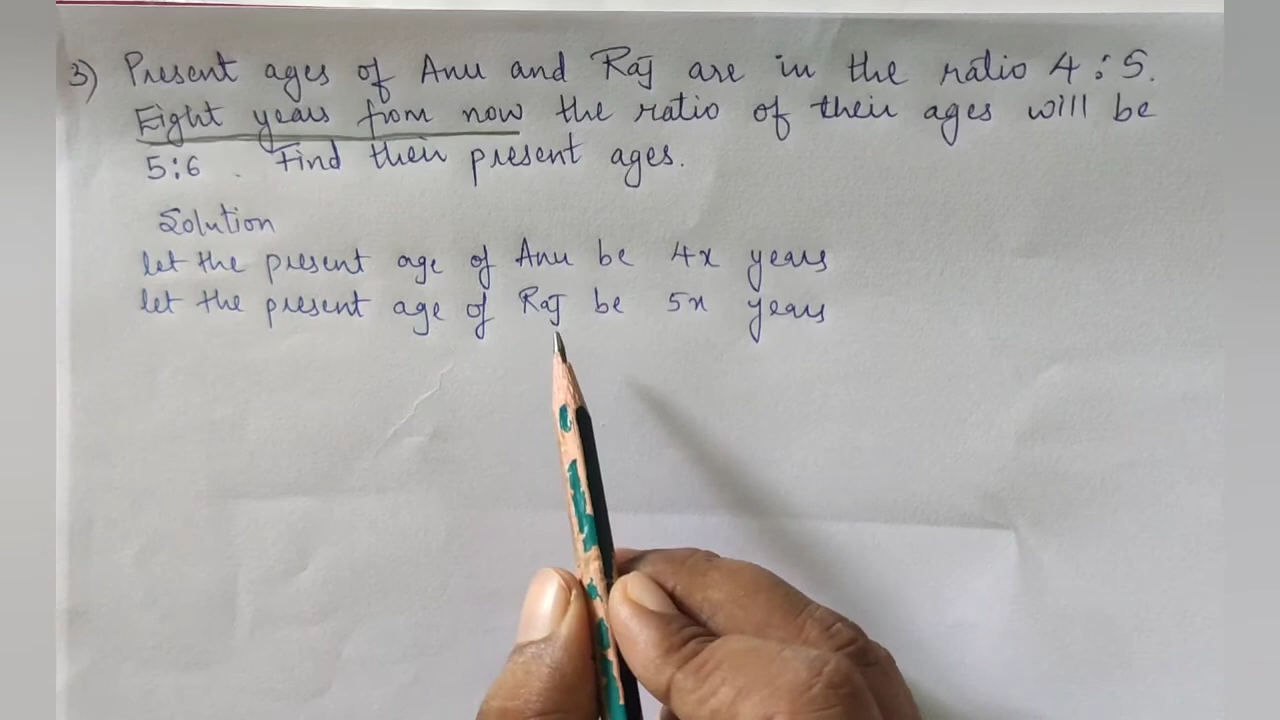 3) Present ages of Anu and Raj are in the ratio 4:5.
Eight years from now the ratio of their ages will be
5:6. Find their present ages.
Solution
let the present age of Anu be 4x years
let the present age of Raj be 5x years